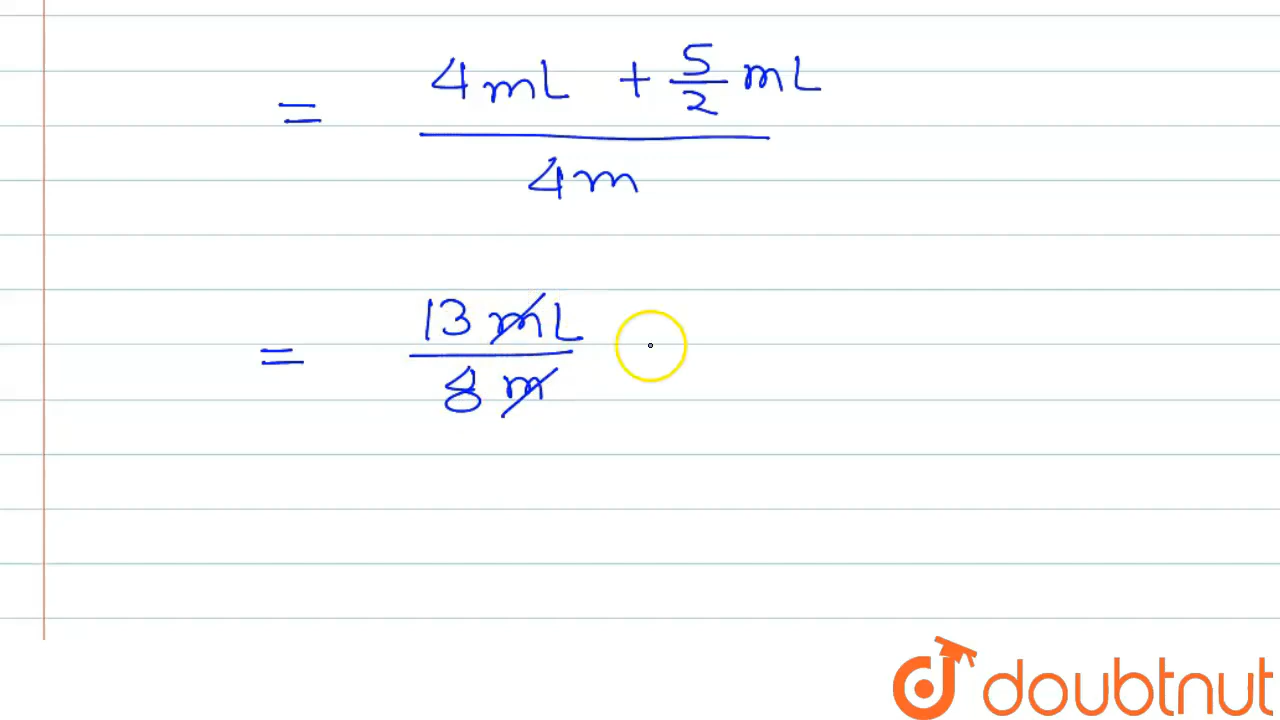 = (4mL + 5/2 mL) / 4m
= 13 mL / 8 m
doubtnut